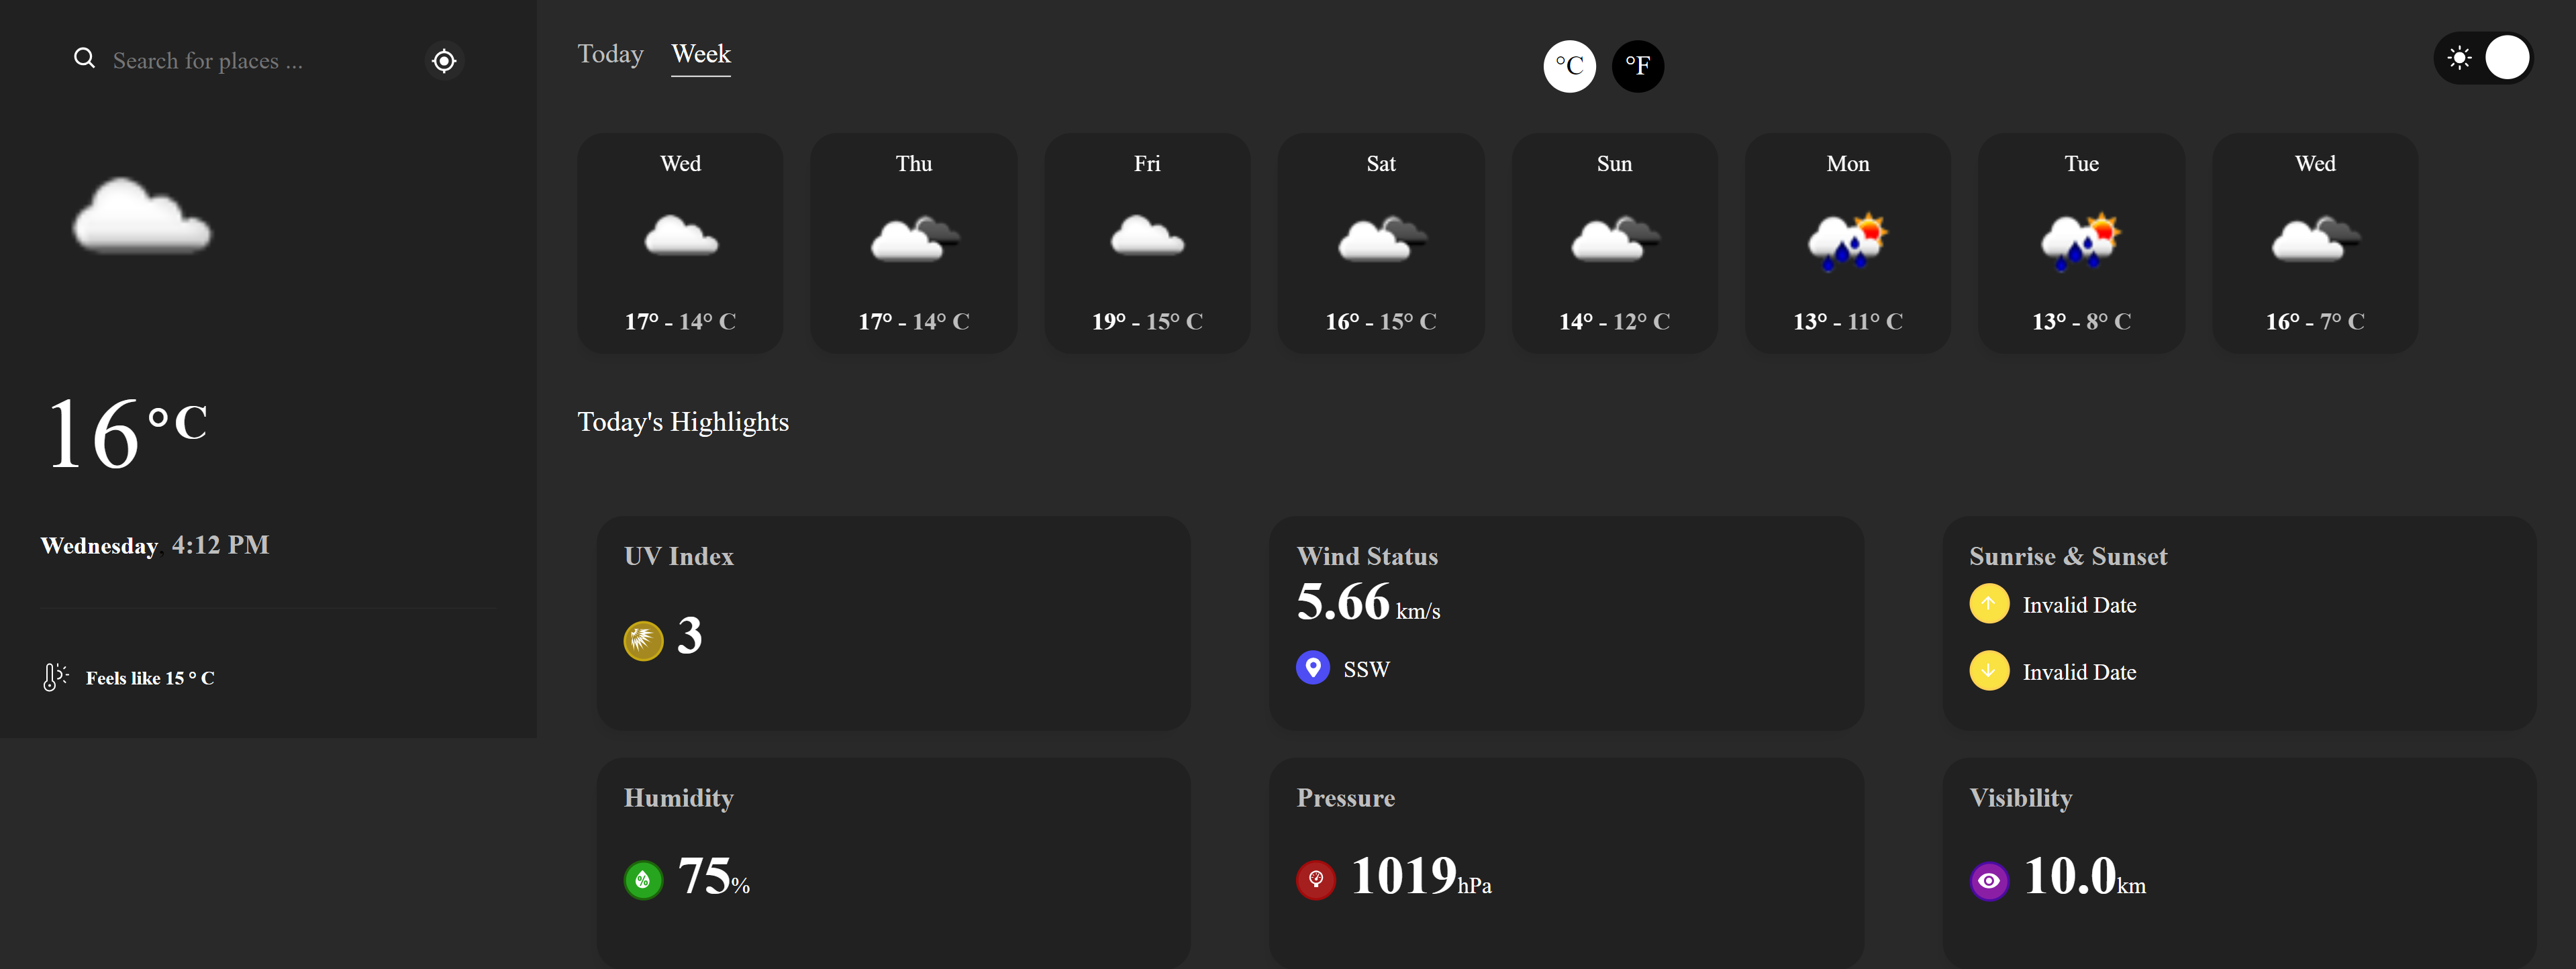 Search for places ...
16°C
Wednesday, 4:12 PM
Feels like 15 ° C
Today Week
°C °F
Wed
17° - 14° C
Thu
17° - 14° C
Fri
19° - 15° C
Sat
16° - 15° C
Sun
14° - 12° C
Mon
13° - 11° C
Tue
13° - 8° C
Wed
16° - 7° C
Today's Highlights
UV Index
3
Wind Status
5.66 km/s
SSW
Sunrise & Sunset
Invalid Date
Invalid Date
Humidity
75%
Pressure
1019hPa
Visibility
10.0km